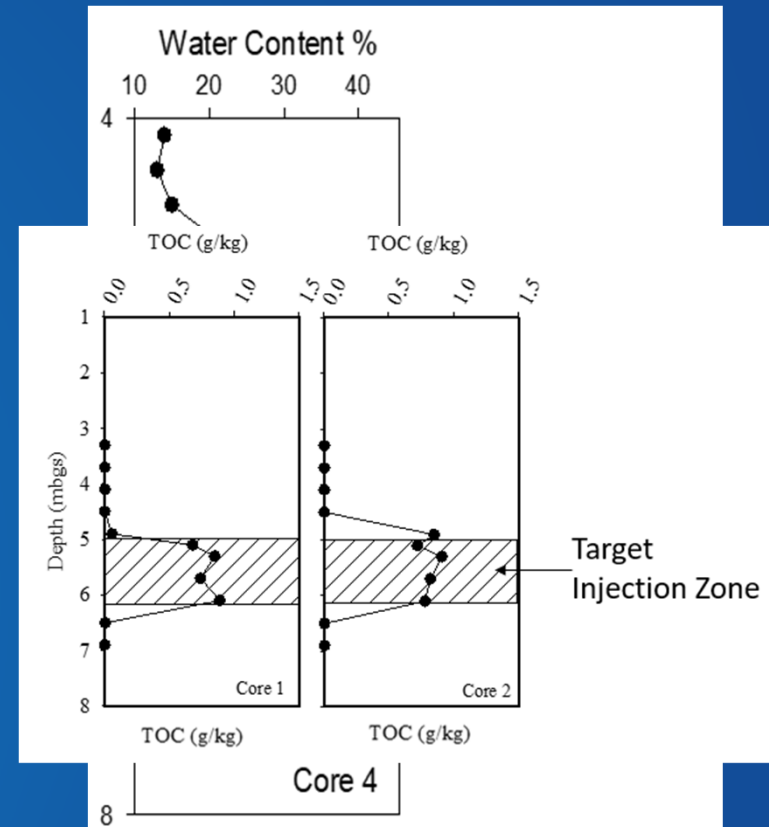 Water Content %
10 20 30 40
4
TOC (g/kg) TOC (g/kg)
0.0 0.5 1.0 1.5 0.0 0.5 1.0 1.5
1
2
3
4
5
6
7
8
Depth (mbgs)
Target
Injection Zone
Core 1 Core 2
TOC (g/kg) TOC (g/kg)
Core 4
8